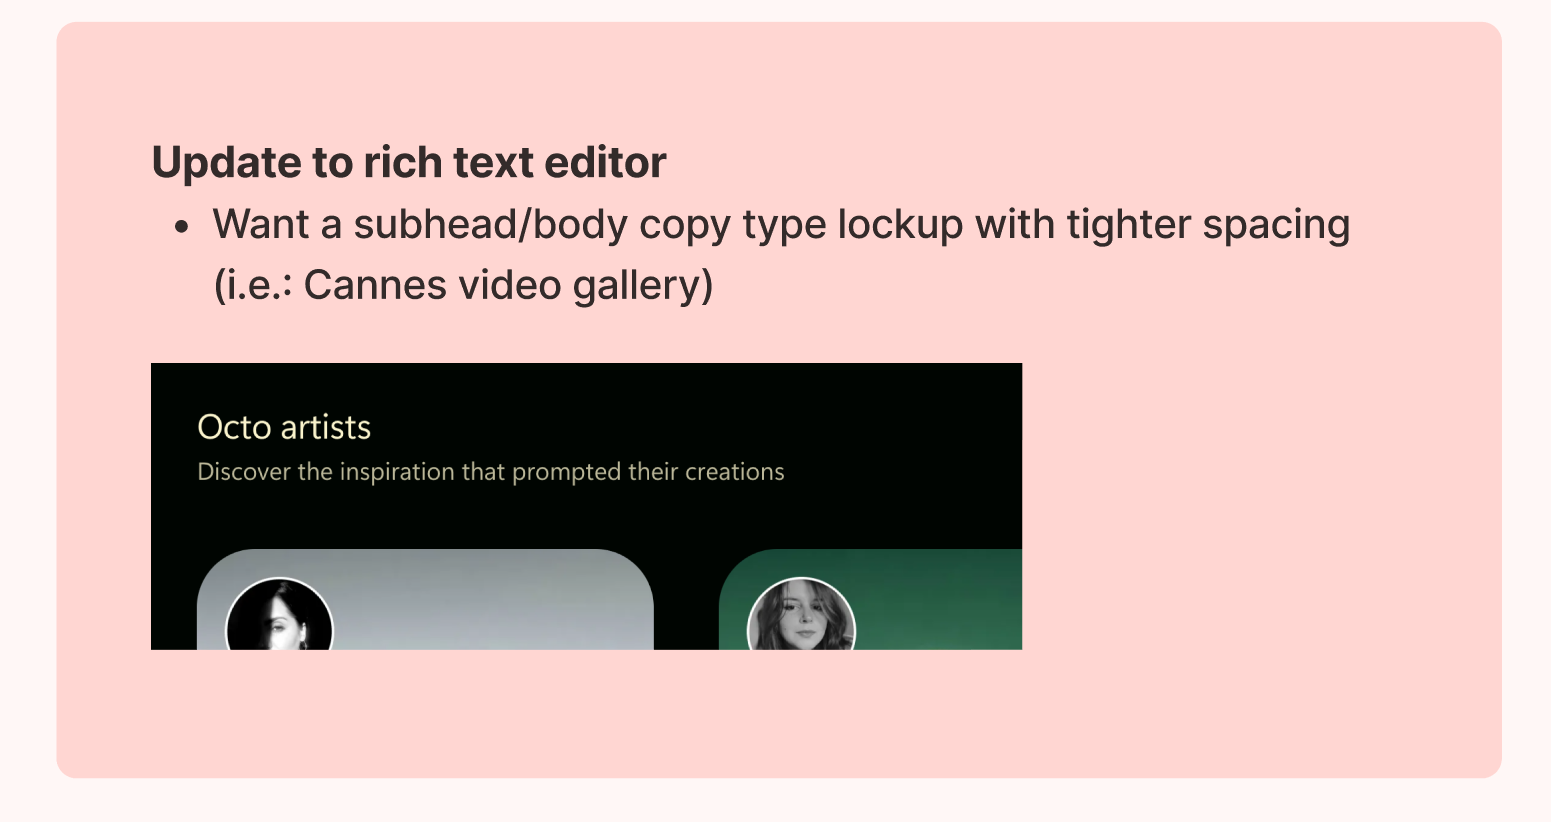 Update to rich text editor
• Want a subhead/body copy type lockup with tighter spacing
(i.e.: Cannes video gallery)
Octo artists
Discover the inspiration that prompted their creations